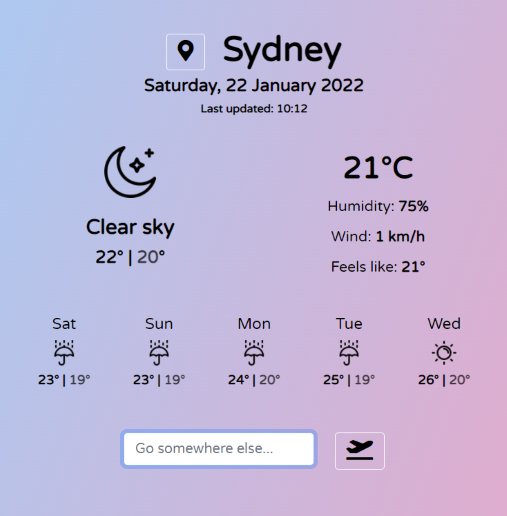 Sydney
Saturday, 22 January 2022
Last updated: 10:12
Clear sky
22° | 20°
21°C
Humidity: 75%
Wind: 1 km/h
Feels like: 21°
Sat Sun Mon Tue Wed
23° | 19° 23° | 19° 24° | 20° 25° | 19° 26° | 20°
Go somewhere else...